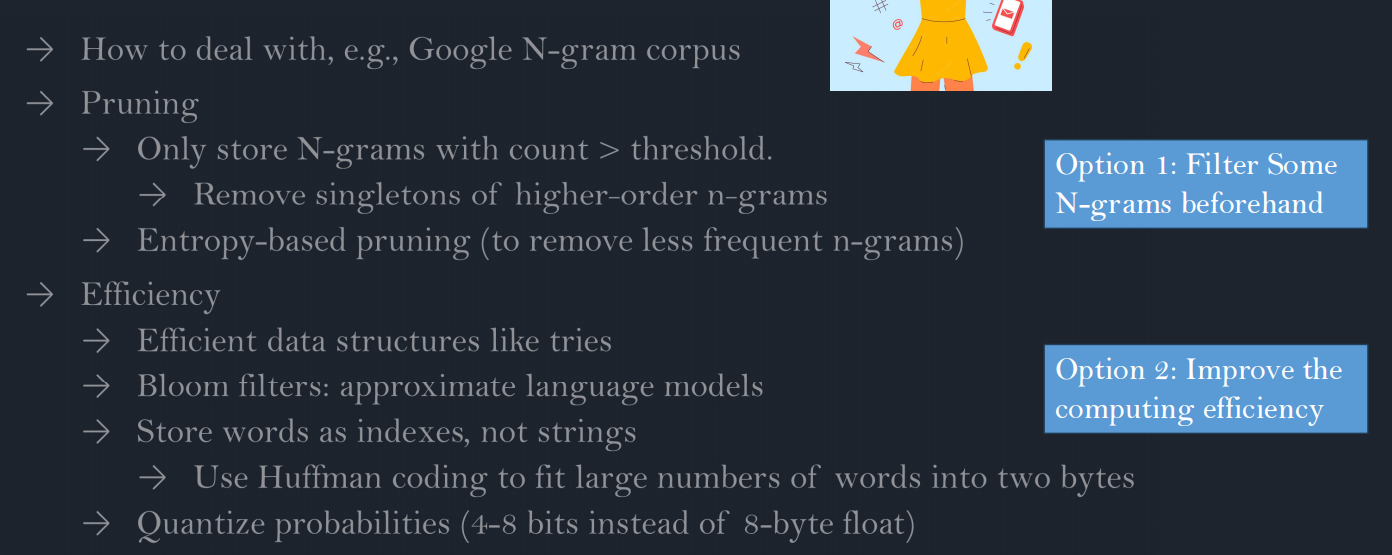 → How to deal with, e.g., Google N-gram corpus
→ Pruning
→ Only store N-grams with count > threshold.
→ Remove singletons of higher-order n-grams
→ Entropy-based pruning (to remove less frequent n-grams)
→ Efficiency
→ Efficient data structures like tries
→ Bloom filters: approximate language models
→ Store words as indexes, not strings
→ Use Huffman coding to fit large numbers of words into two bytes
→ Quantize probabilities (4-8 bits instead of 8-byte float)
#
@
!
Option 1: Filter Some
N-grams beforehand
Option 2: Improve the
computing efficiency